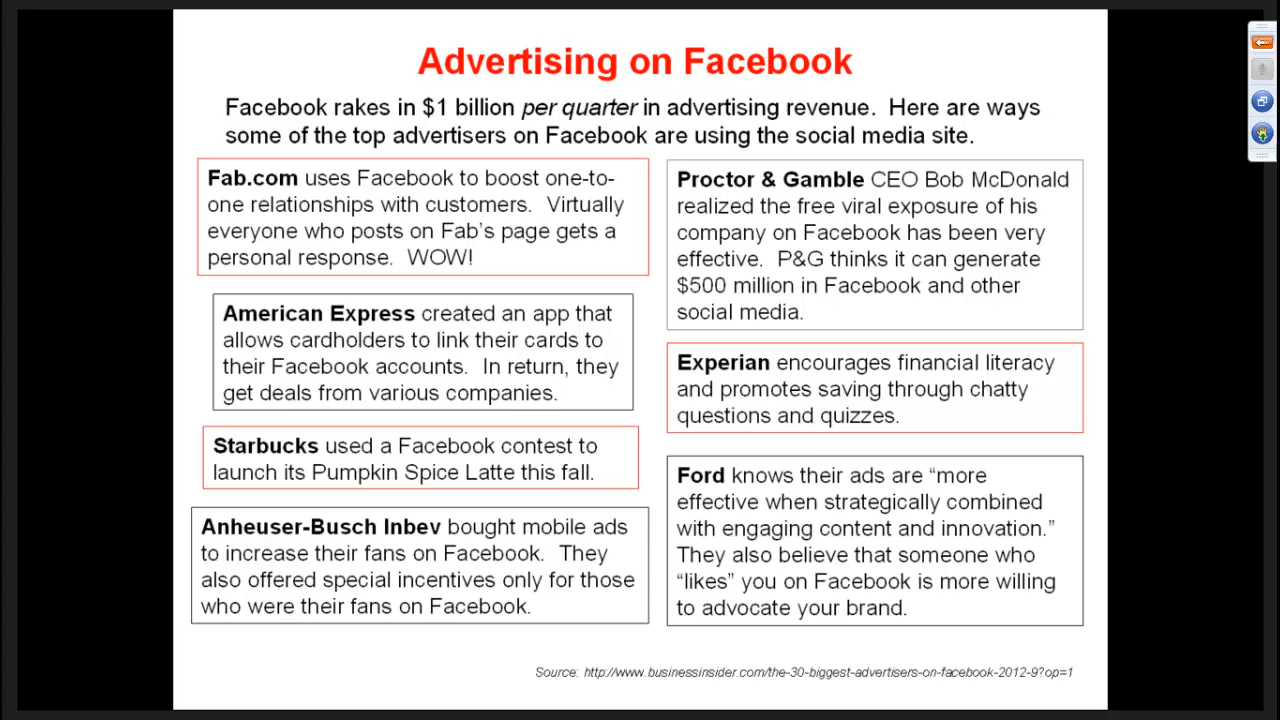 Advertising on Facebook
Facebook rakes in $1 billion per quarter in advertising revenue.  Here are ways
some of the top advertisers on Facebook are using the social media site.
Fab.com uses Facebook to boost one-to-
one relationships with customers.  Virtually
everyone who posts on Fab's page gets a
personal response.  WOW!
American Express created an app that
allows cardholders to link their cards to
their Facebook accounts.  In return, they
get deals from various companies.
Starbucks used a Facebook contest to
launch its Pumpkin Spice Latte this fall.
Anheuser-Busch Inbev bought mobile ads
to increase their fans on Facebook.  They
also offered special incentives only for those
who were their fans on Facebook.
Proctor & Gamble CEO Bob McDonald
realized the free viral exposure of his
company on Facebook has been very
effective.  P&G thinks it can generate
$500 million in Facebook and other
social media.
Experian encourages financial literacy
and promotes saving through chatty
questions and quizzes.
Ford knows their ads are “more
effective when strategically combined
with engaging content and innovation.”
They also believe that someone who
“likes” you on Facebook is more willing
to advocate your brand.
Source:  http://www.businessinsider.com/the-30-biggest-advertisers-on-facebook-2012-9?op=1